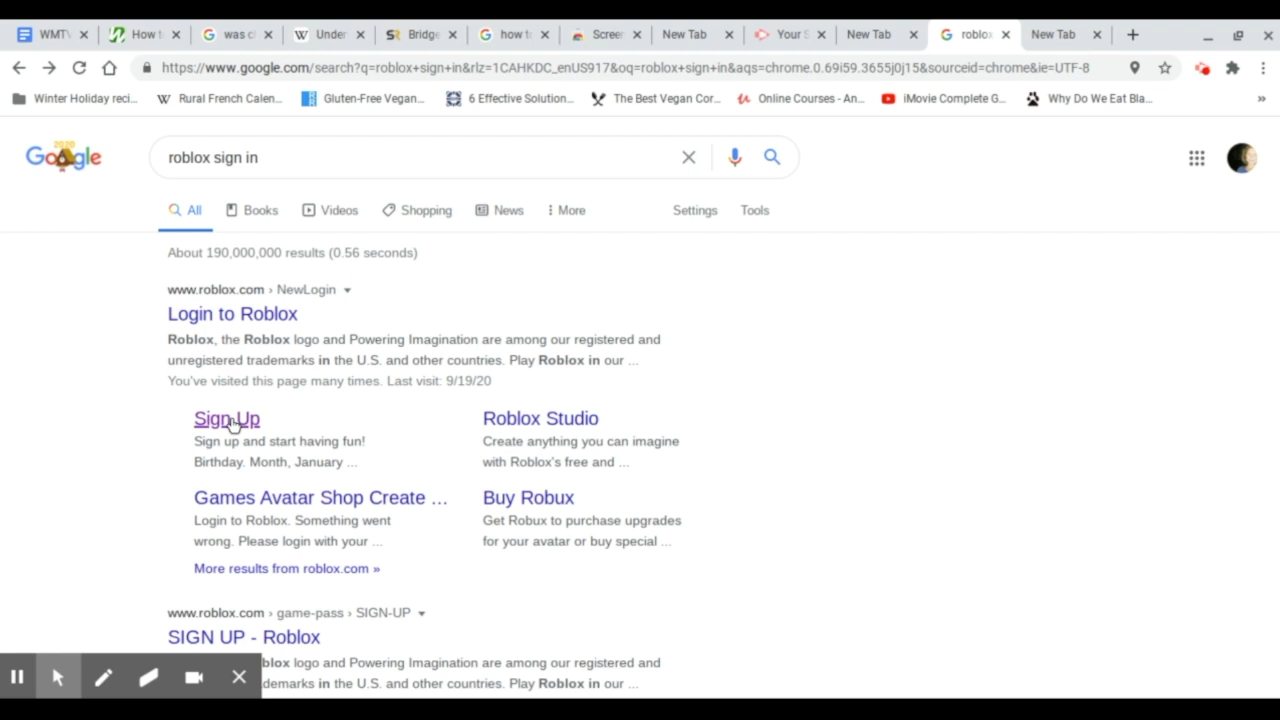 WMTV
How t
was cl
Under
Bridge
how to
Screen
New Tab
Your S
New Tab
roblox
New Tab
https://www.google.com/search?q=roblox+sign+in&rlz=1CAHKDC_enUS917&oq=roblox+sign+in&aqs=chrome.0.69i59.3655j0j15&sourceid=chrome&ie=UTF-8
Winter Holiday reci...
Rural French Calen...
Gluten-Free Vegan...
6 Effective Solution...
The Best Vegan Cor...
Online Courses - An...
iMovie Complete G...
Why Do We Eat Bla...
»
2020
Google
roblox sign in
All
Books
Videos
Shopping
News
More
Settings
Tools
About 190,000,000 results (0.56 seconds)
www.roblox.com › NewLogin
Login to Roblox
Roblox, the Roblox logo and Powering Imagination are among our registered and
unregistered trademarks in the U.S. and other countries. Play Roblox in our ...
You've visited this page many times. Last visit: 9/19/20
Sign Up
Sign up and start having fun!
Birthday. Month, January ...
Roblox Studio
Create anything you can imagine
with Roblox's free and ...
Games Avatar Shop Create ...
Login to Roblox. Something went
wrong. Please login with your ...
Buy Robux
Get Robux to purchase upgrades
for your avatar or buy special ...
More results from roblox.com »
www.roblox.com › game-pass › SIGN-UP
SIGN UP - Roblox
blox logo and Powering Imagination are among our registered and
demarks in the U.S. and other countries. Play Roblox in our ...